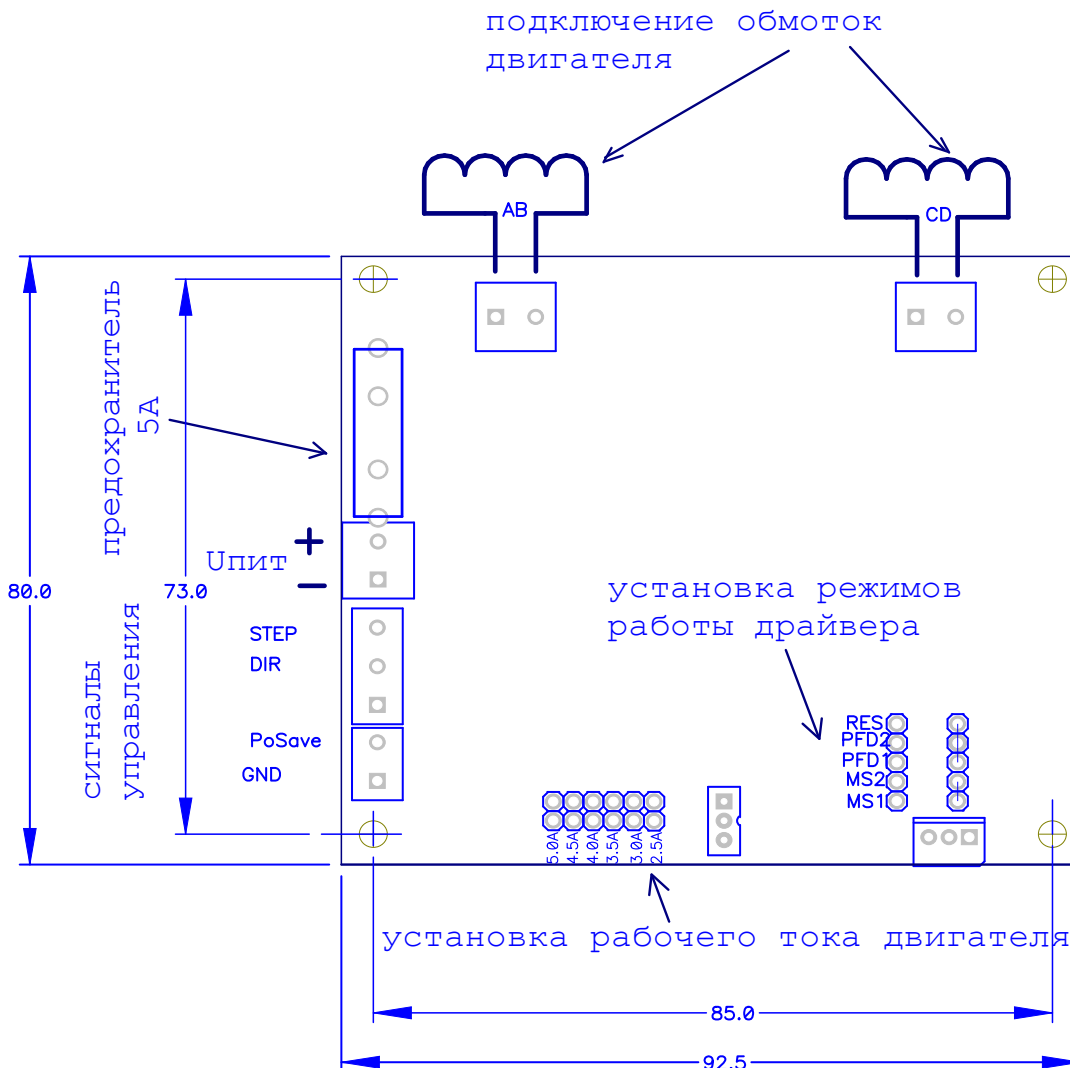 подключение обмоток
двигателя
AB
CD
предохранитель
5А
Uпит
+
−
80.0
73.0
сигналы
управления
STEP
DIR
PoSave
GND
установка режимов
работы драйвера
RES
PFD2
PFD1
MS2
MS1
5.0A
4.5A
4.0A
3.5A
3.0A
2.5A
установка рабочего тока двигателя
85.0
92.5